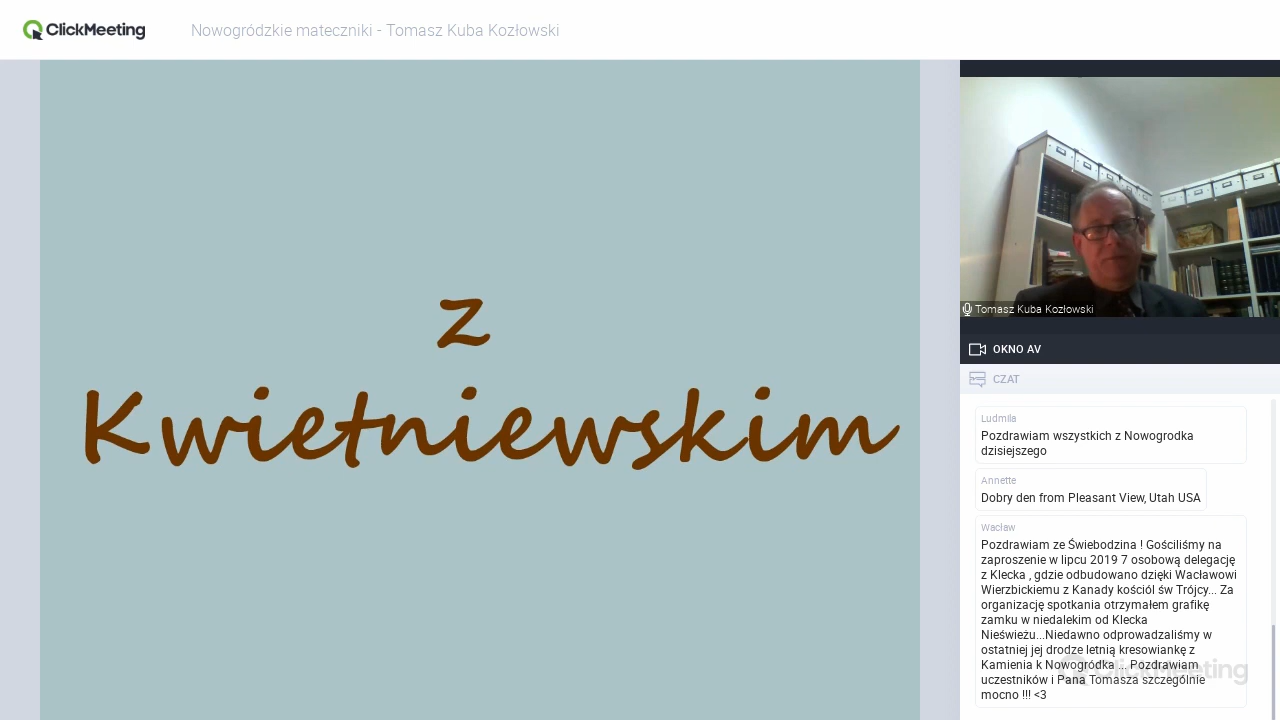 ClickMeeting
Nowogródzkie mateczniki - Tomasz Kuba Kozłowski
z
Kwietniewskim
Tomasz Kuba Kozłowski
OKNO AV
CZAT
Ludmila
Pozdrawiam wszystkich z Nowogrodka
dzisiejszego
Annette
Dobry den from Pleasant View, Utah USA
Wacław
Pozdrawiam ze Świebodzina ! Gościliśmy na
zaproszenie w lipcu 2019 7 osobową delegację
z Klecka , gdzie odbudowano dzięki Wacławowi
Wierzbickiemu z Kanady kośció́l św Trójcy... Za
organizację spotkania otrzymałem grafikę
zamku w niedalekim od Klecka
Nieświeżu...Niedawno odprowadzaliśmy w
ostatniej jej drodze letnią kresowiankę z
Kamienia k Nowogródka ... Pozdrawiam
uczestników i Pana Tomasza szczególnie
mocno !!! <3
ClickMeeting